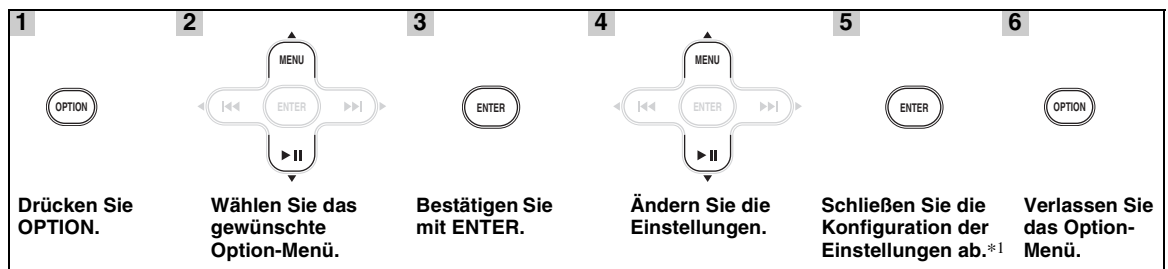 1 2 3 4 5 6
MENU MENU
OPTION ENTER ENTER ENTER ENTER OPTION
Drücken Sie
OPTION.
Wählen Sie das
gewünschte
Option-Menü.
Bestätigen Sie
mit ENTER.
Ändern Sie die
Einstellungen.
Schließen Sie die
Konfiguration der
Einstellungen ab.*1
Verlassen Sie
das Option-
Menü.